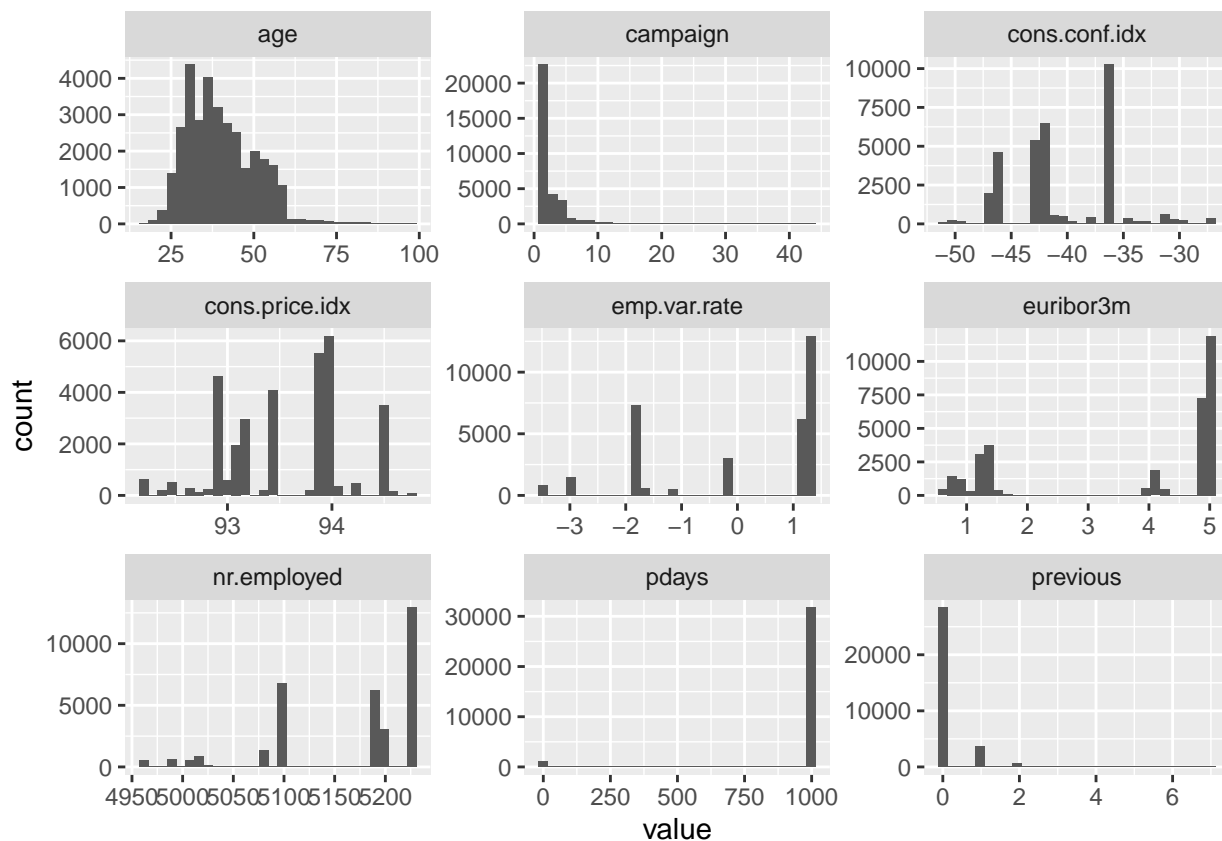 age
campaign
cons.conf.idx
4000
3000
2000
1000
0
25 50 75 100
20000
15000
10000
5000
0
0 10 20 30 40
10000
7500
5000
2500
0
−50 −45 −40 −35 −30
cons.price.idx
emp.var.rate
euribor3m
6000
4000
2000
0
93 94
10000
5000
0
−3 −2 −1 0 1
10000
7500
5000
2500
0
1 2 3 4 5
count
nr.employed
pdays
previous
10000
5000
0
4950 5000 5050 5100 5150 5200
30000
20000
10000
0
0 250 500 750 1000
20000
10000
0
0 2 4 6
value